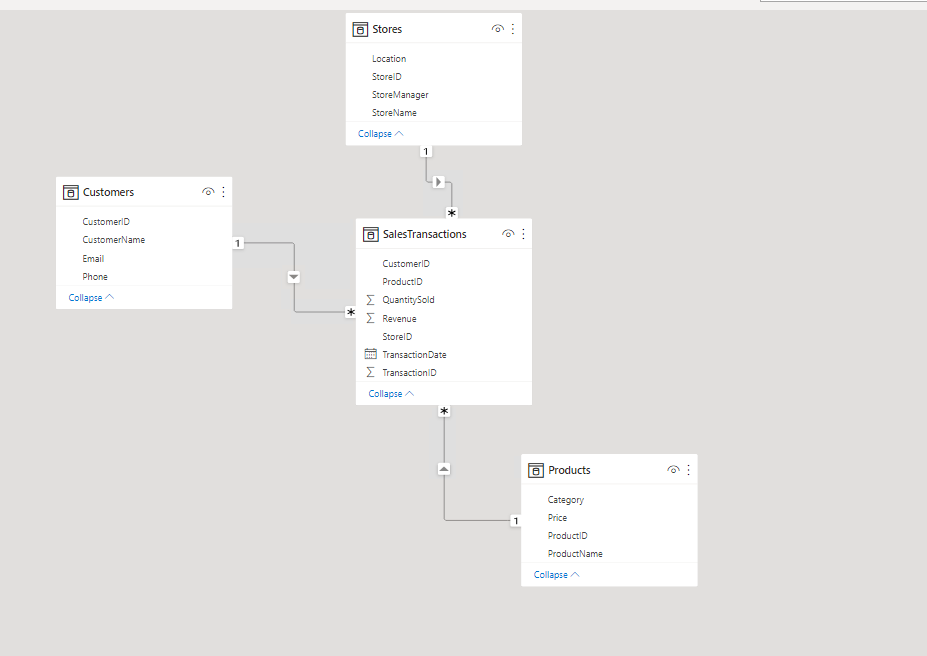 Stores
Location
StoreID
StoreManager
StoreName
Collapse
1
*
Customers
CustomerID
CustomerName
Email
Phone
Collapse
1
*
SalesTransactions
CustomerID
ProductID
QuantitySold
Revenue
StoreID
TransactionDate
TransactionID
Collapse
*
1
Products
Category
Price
ProductID
ProductName
Collapse